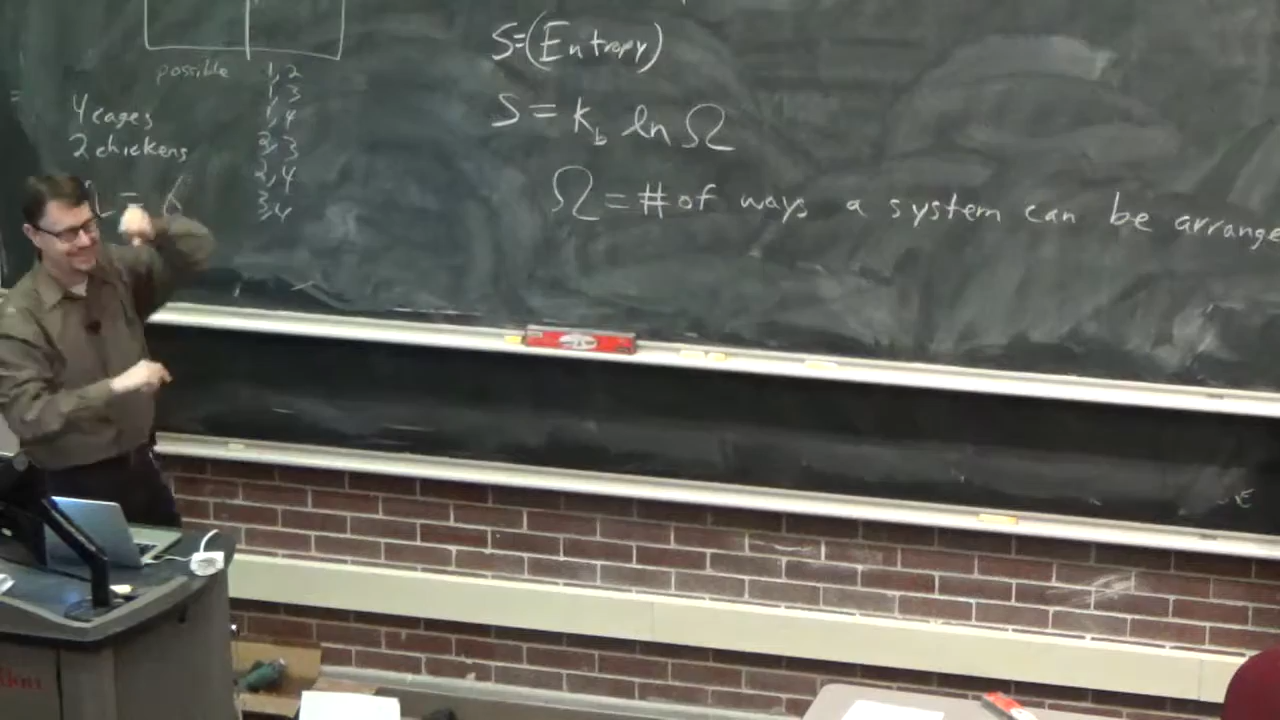 possible
1, 2
1, 3
1, 4
2, 3
2, 4
3, 4
4 cages
2 chickens
= 6
S=(Entropy)
S = k_b ln Ω
Ω = # of ways a system can be arrange